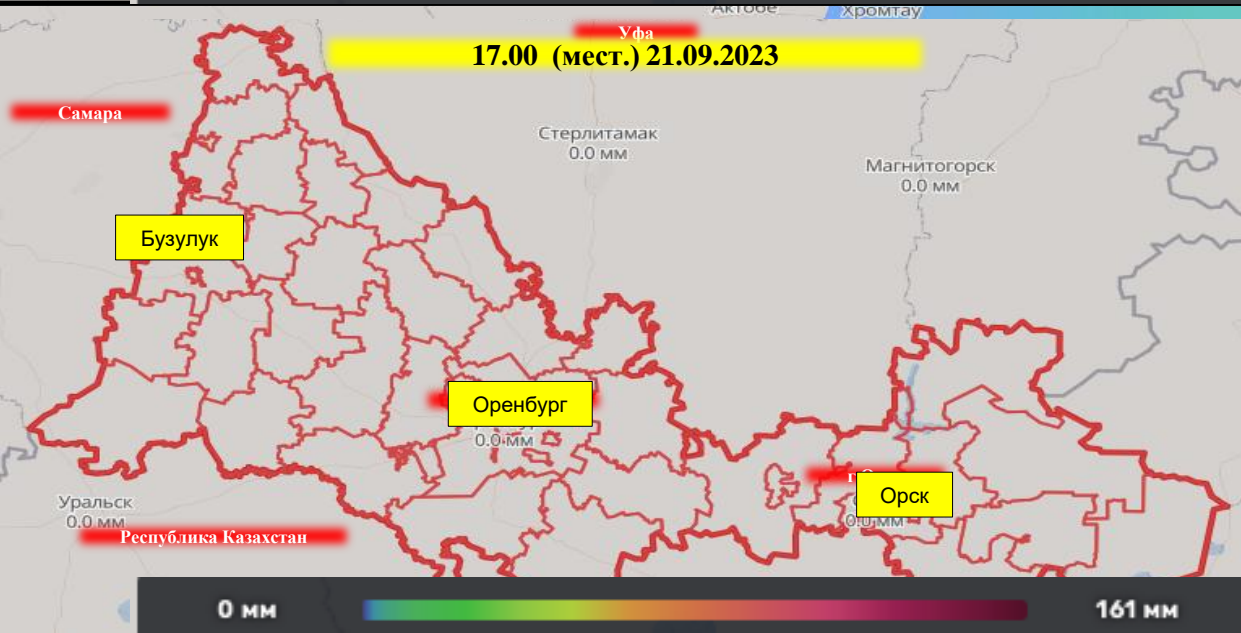 Актобе
Хромтау
Уфа
17.00 (мест.) 21.09.2023
Самара
Стерлитамак
0.0 мм
Магнитогорск
0.0 мм
Бузулук
Оренбург
0.0 мм
Орск
0.0 мм
Уральск
0.0 мм
Республика Казахстан
0 мм
161 мм